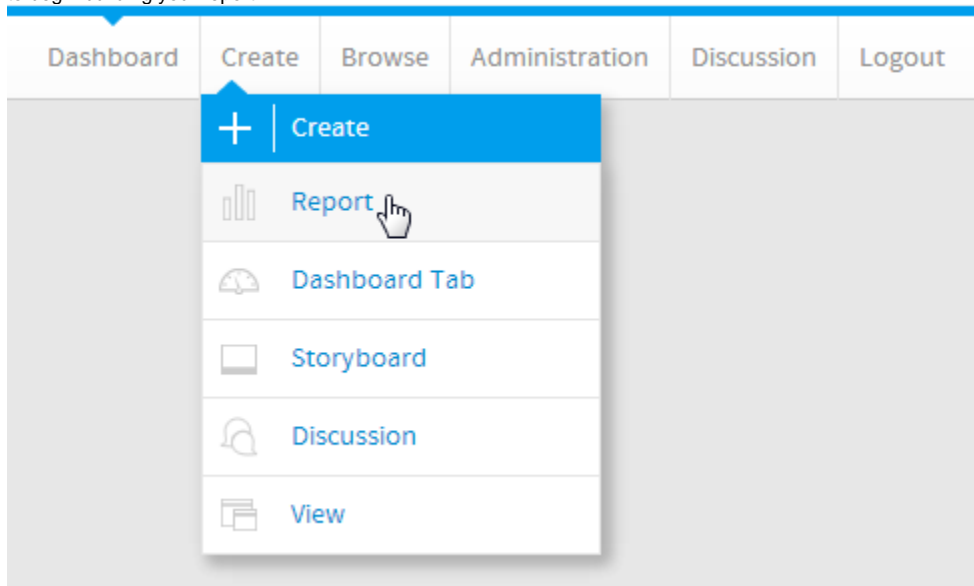 Dashboard Create Browse Administration Discussion Logout
Create
Report
Dashboard Tab
Storyboard
Discussion
View